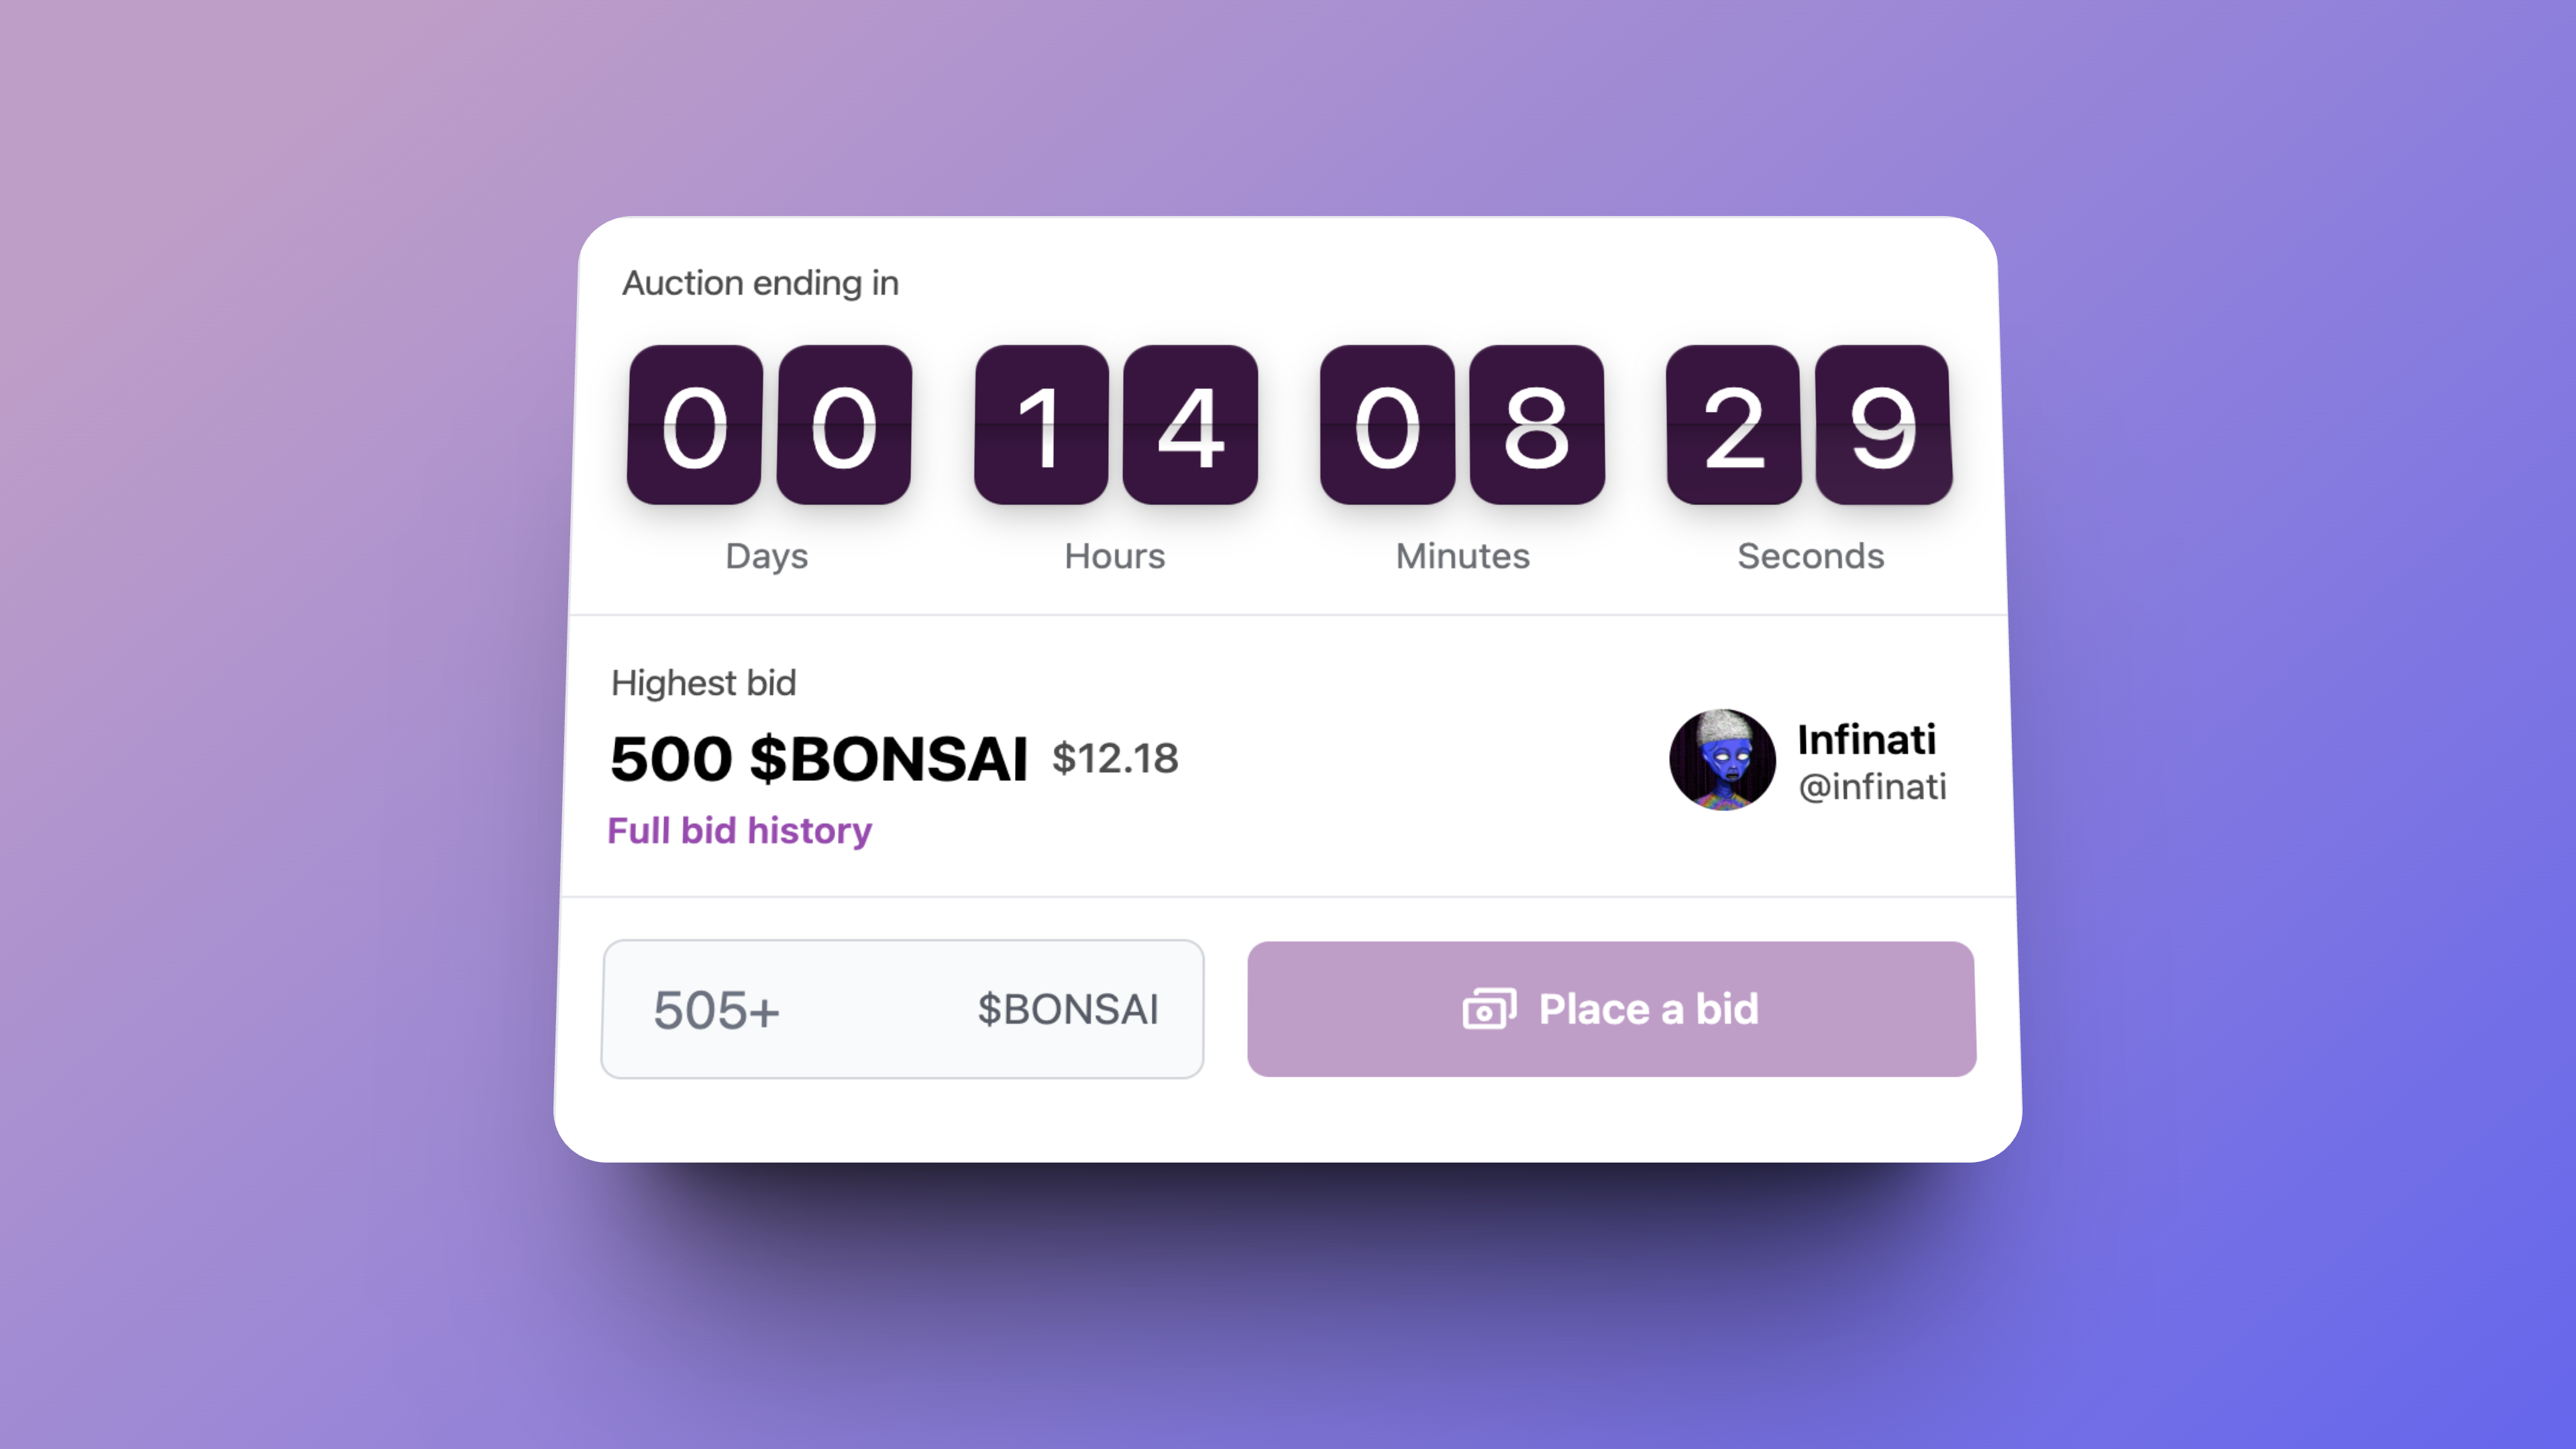 Auction ending in
0 0 1 4 0 8 2 9
Days Hours Minutes Seconds
Highest bid
500 $BONSAI $12.18
Infinati
@infinati
Full bid history
505+ $BONSAI
Place a bid